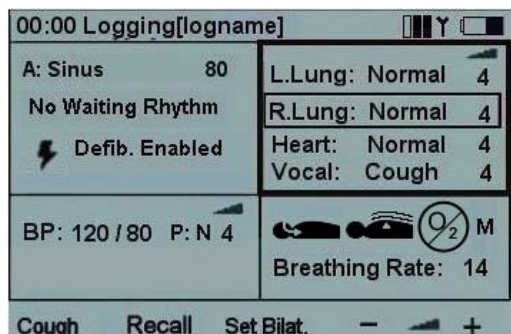 00:00 Logging[logname]
A: Sinus 80
No Waiting Rhythm
Defib. Enabled
L.Lung: Normal 4
R.Lung: Normal 4
Heart: Normal 4
Vocal: Cough 4
BP: 120 / 80 P: N 4
O2 M
Breathing Rate: 14
Cough Recall Set Bilat. − +